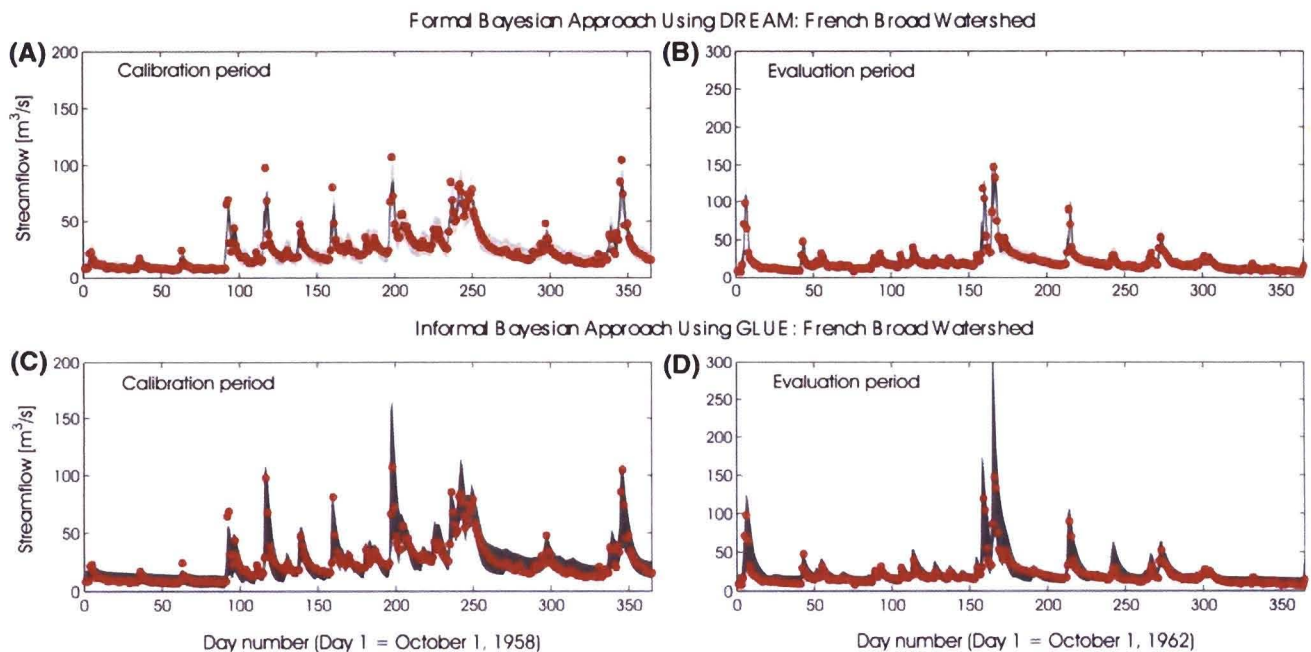 Formal Bayesian Approach Using DREAM: French Broad Watershed
(A)
Calibration period
Streamflow [m³/s]
200
150
100
50
0
0 50 100 150 200 250 300 350
(B)
Evaluation period
300
250
200
150
100
50
0
0 50 100 150 200 250 300 350
Informal Bayesian Approach Using GLUE: French Broad Watershed
(C)
Calibration period
Streamflow [m³/s]
200
150
100
50
0
0 50 100 150 200 250 300 350
Day number (Day 1 = October 1, 1958)
(D)
Evaluation period
300
250
200
150
100
50
0
0 50 100 150 200 250 300 350
Day number (Day 1 = October 1, 1962)